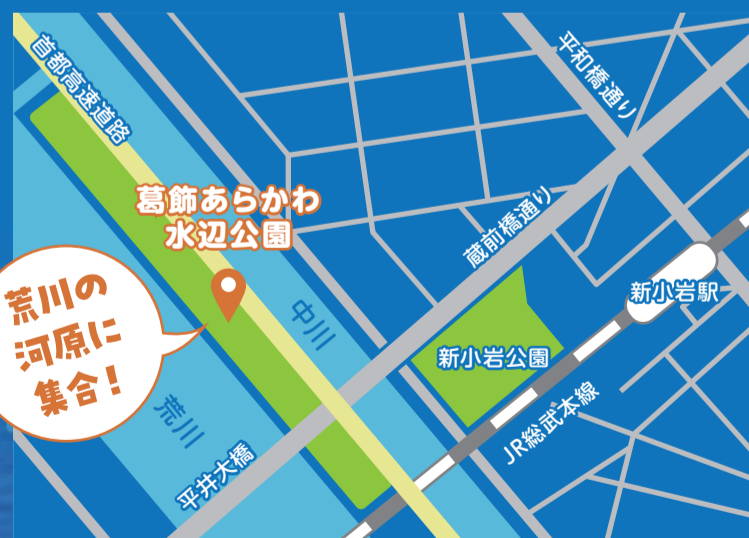 首都高速道路
平和橋通り
葛飾あらかわ
水辺公園
蔵前橋通り
荒川の
河原に
集合！
中川
新小岩駅
新小岩公園
荒川
JR総武本線
平井大橋